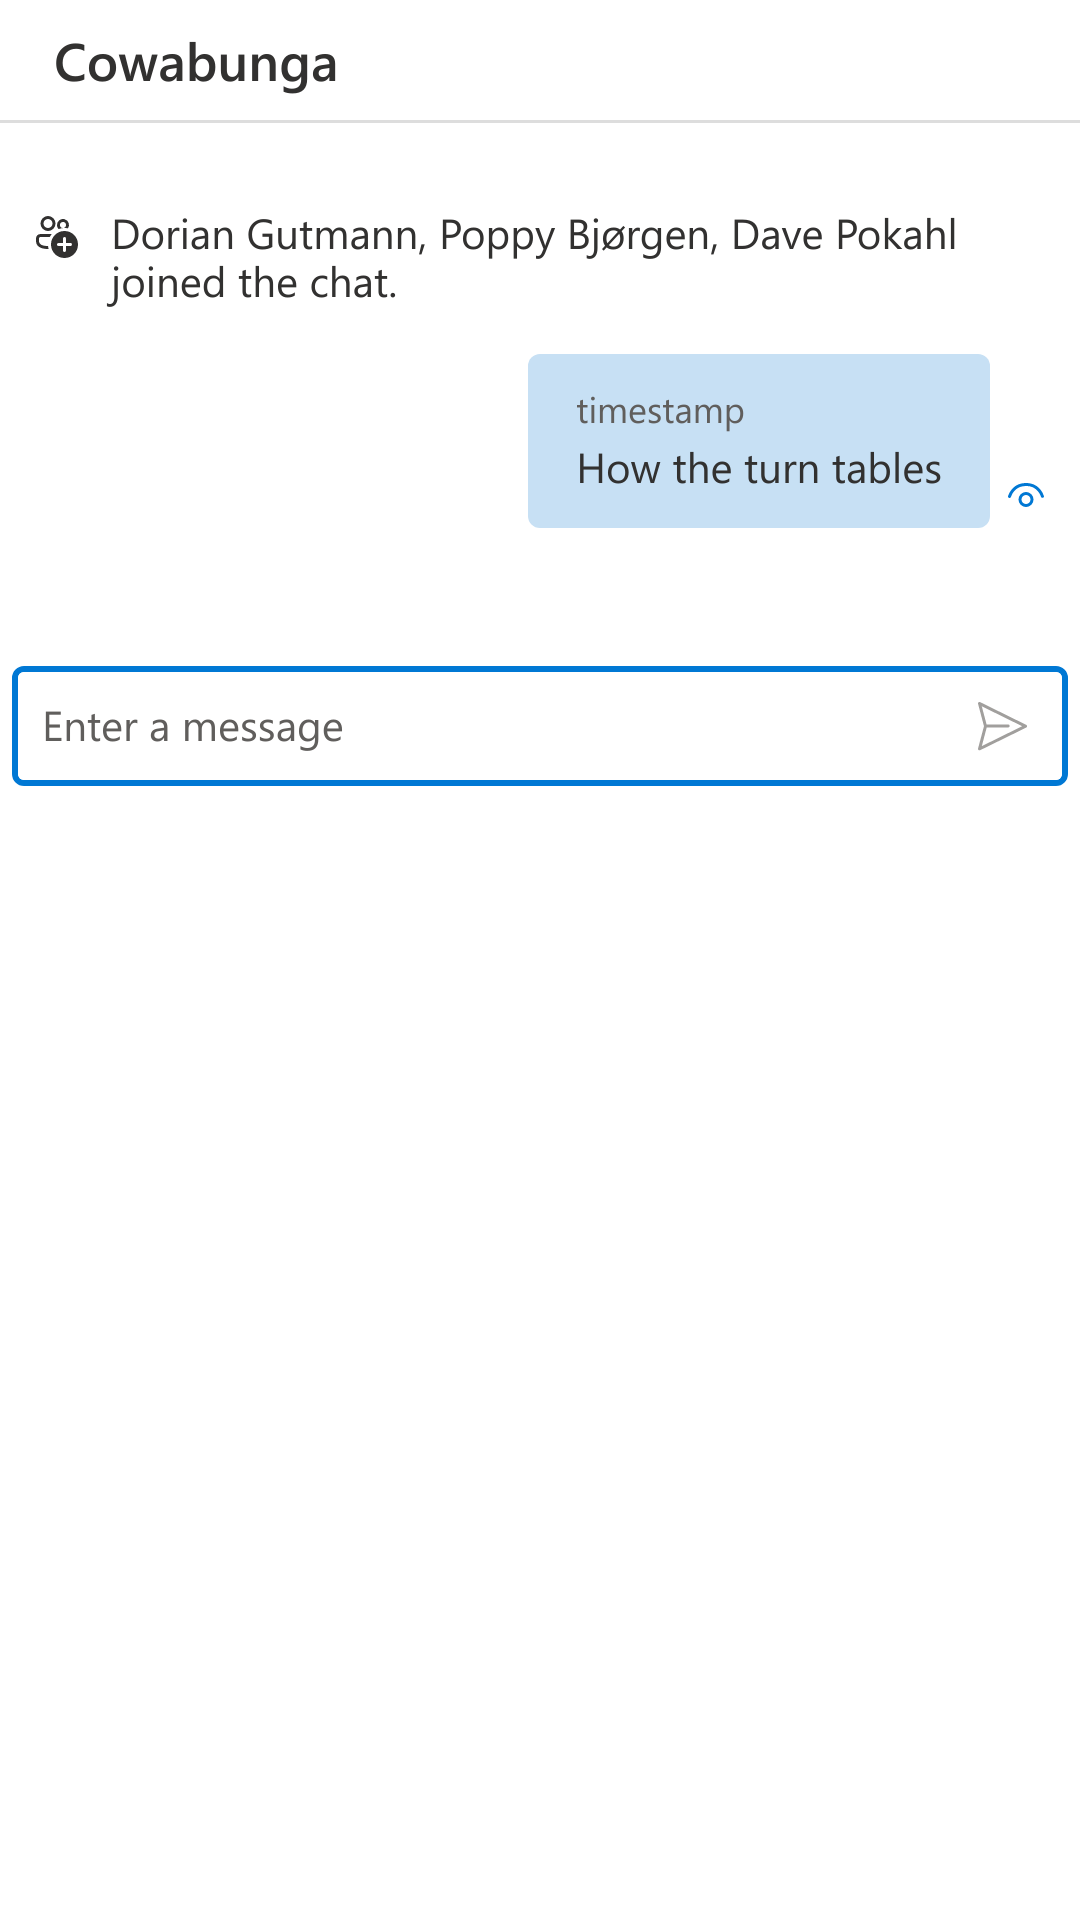 Cowabunga
Dorian Gutmann, Poppy Bjørgen, Dave Pokahl
joined the chat.
timestamp
How the turn tables
Enter a message